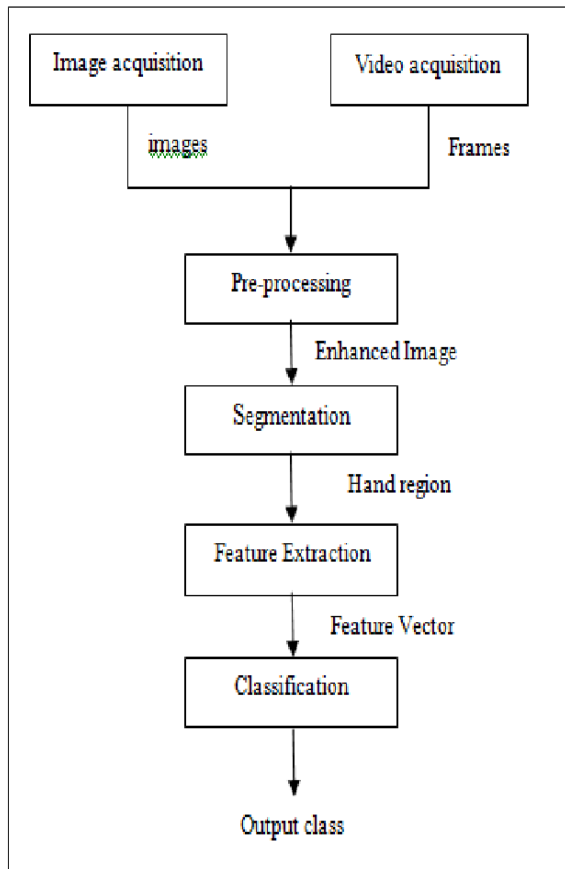 Image acquisition
Video acquisition
images
Frames
Pre-processing
Enhanced Image
Segmentation
Hand region
Feature Extraction
Feature Vector
Classification
Output class